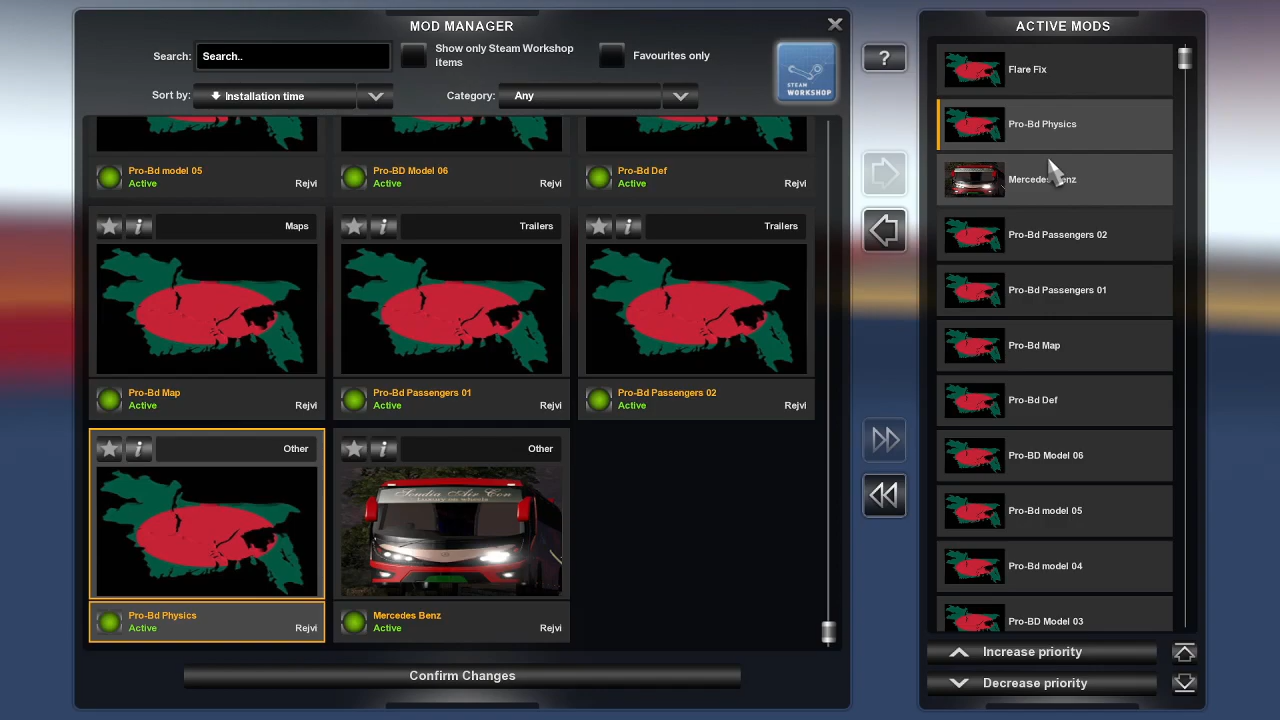 MOD MANAGER
Search:
Search..
Show only Steam Workshop
items
Favourites only
STEAM
WORKSHOP
Sort by:
Installation time
Category:
Any
Pro-Bd model 05
Active
Rejvi
Pro-BD Model 06
Active
Rejvi
Pro-Bd Def
Active
Rejvi
Maps
Trailers
Trailers
Pro-Bd Map
Active
Rejvi
Pro-Bd Passengers 01
Active
Rejvi
Pro-Bd Passengers 02
Active
Rejvi
Other
Other
Soudia Air Con
Pro-Bd Physics
Active
Rejvi
Mercedes Benz
Active
Rejvi
Confirm Changes
?
ACTIVE MODS
Flare Fix
Pro-Bd Physics
Mercedes Benz
Pro-Bd Passengers 02
Pro-Bd Passengers 01
Pro-Bd Map
Pro-Bd Def
Pro-BD Model 06
Pro-Bd model 05
Pro-Bd model 04
Pro-BD Model 03
Increase priority
Decrease priority